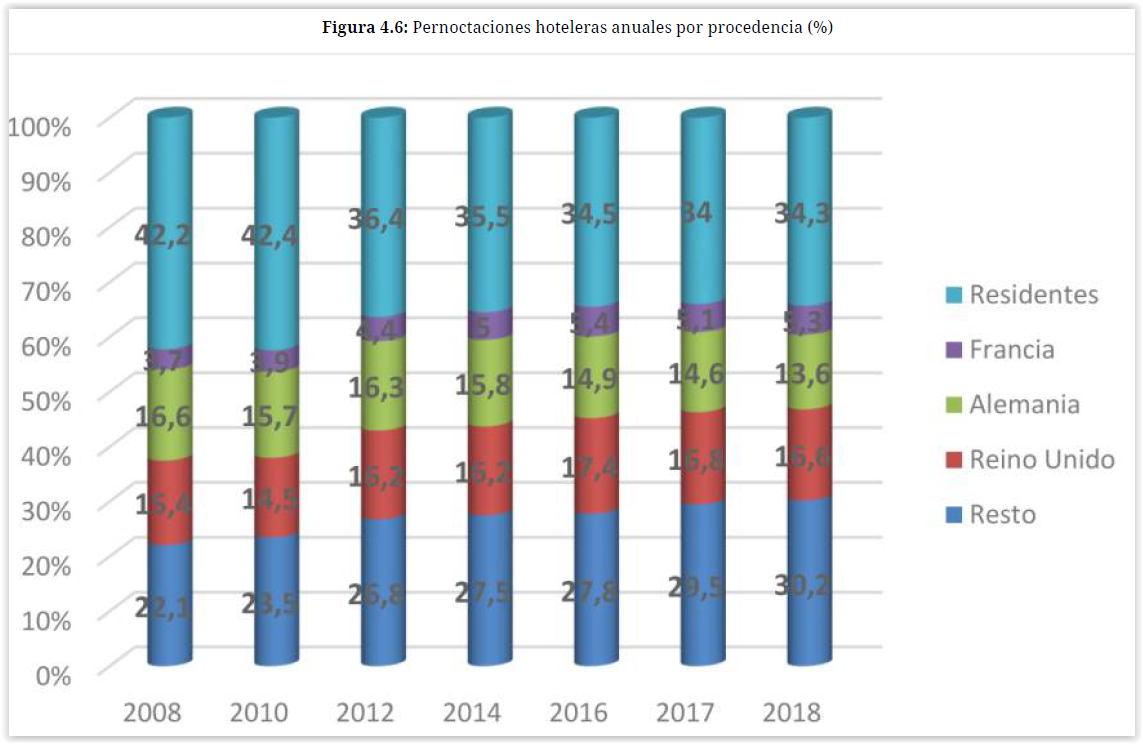 Figura 4.6: Pernoctaciones hoteleras anuales por procedencia (%)
100%
90%
80%
70%
60%
50%
40%
30%
20%
10%
0%
42,2 42,4 36,4 35,5 34,5 34 34,3
3,7 3,9 4,4 5 5,4 5,1 5,3
16,6 15,7 16,3 15,8 14,9 14,6 13,6
15,4 14,5 16,2 16,2 17,4 16,8 16,6
22,1 23,5 26,8 27,5 27,8 29,5 30,2
2008 2010 2012 2014 2016 2017 2018
Residentes
Francia
Alemania
Reino Unido
Resto